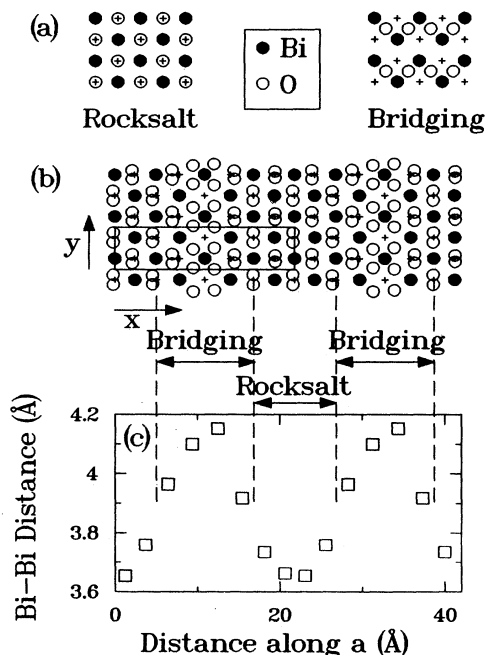 (a)
Bi
O
Rocksalt
Bridging
(b)
y
x
Bridging
Bridging
Rocksalt
(c)
Bi-Bi Distance (Å)
4.2
4
3.8
3.6
0
20
40
Distance along a (Å)